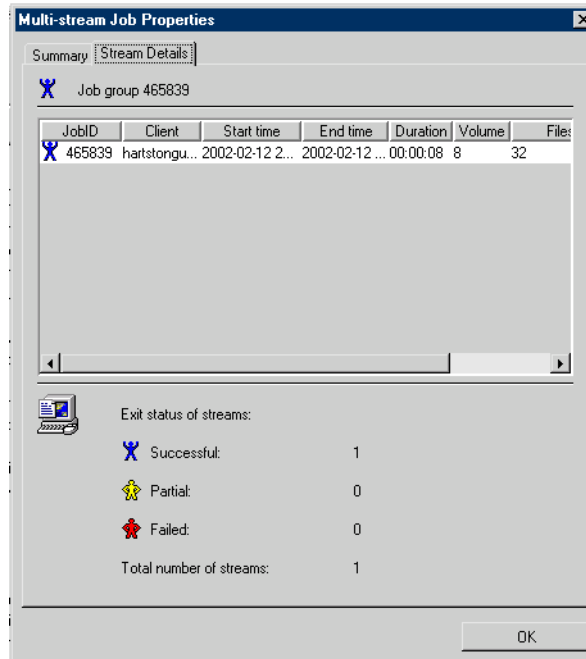 Multi-stream Job Properties
Summary Stream Details
Job group 465839
JobID Client Start time End time Duration Volume Files
465839 hartstongu... 2002-02-12 2... 2002-02-12 ... 00:00:08 8 32
Exit status of streams:
Successful: 1
Partial: 0
Failed: 0
Total number of streams: 1
OK